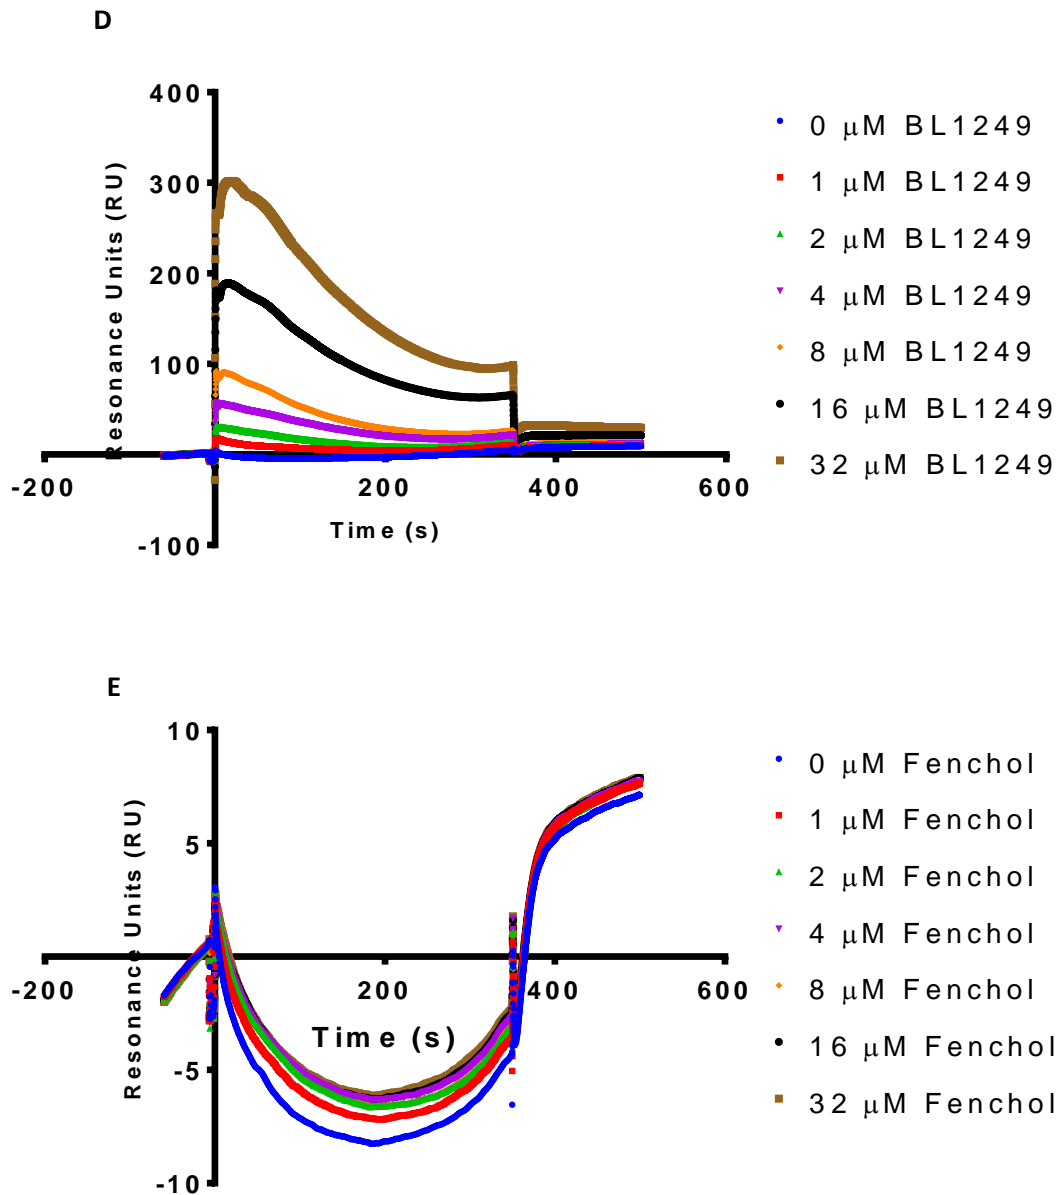 D
400
300
200
100
-100
-200
200
400
600
Resonance Units (RU)
Time (s)
0 μM BL1249
1 μM BL1249
2 μM BL1249
4 μM BL1249
8 μM BL1249
16 μM BL1249
32 μM BL1249
E
10
5
-5
-10
-200
200
400
600
Resonance Units (RU)
Time (s)
0 μM Fenchol
1 μM Fenchol
2 μM Fenchol
4 μM Fenchol
8 μM Fenchol
16 μM Fenchol
32 μM Fenchol